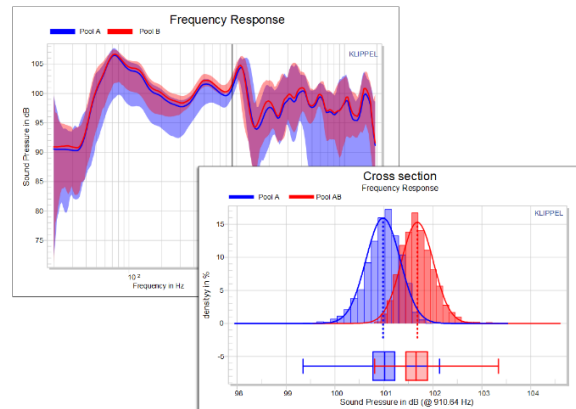 Frequency Response
Pool A Pool B
KLIPPEL
105
100
95
90
85
80
75
Sound Pressure in dB
10²
Frequency in Hz
Cross section
Frequency Response
Pool A Pool AB
KLIPPEL
15
10
5
0
-5
densityy in %
98 99 100 101 102 103 104
Sound Pressure in dB (@ 910.64 Hz)